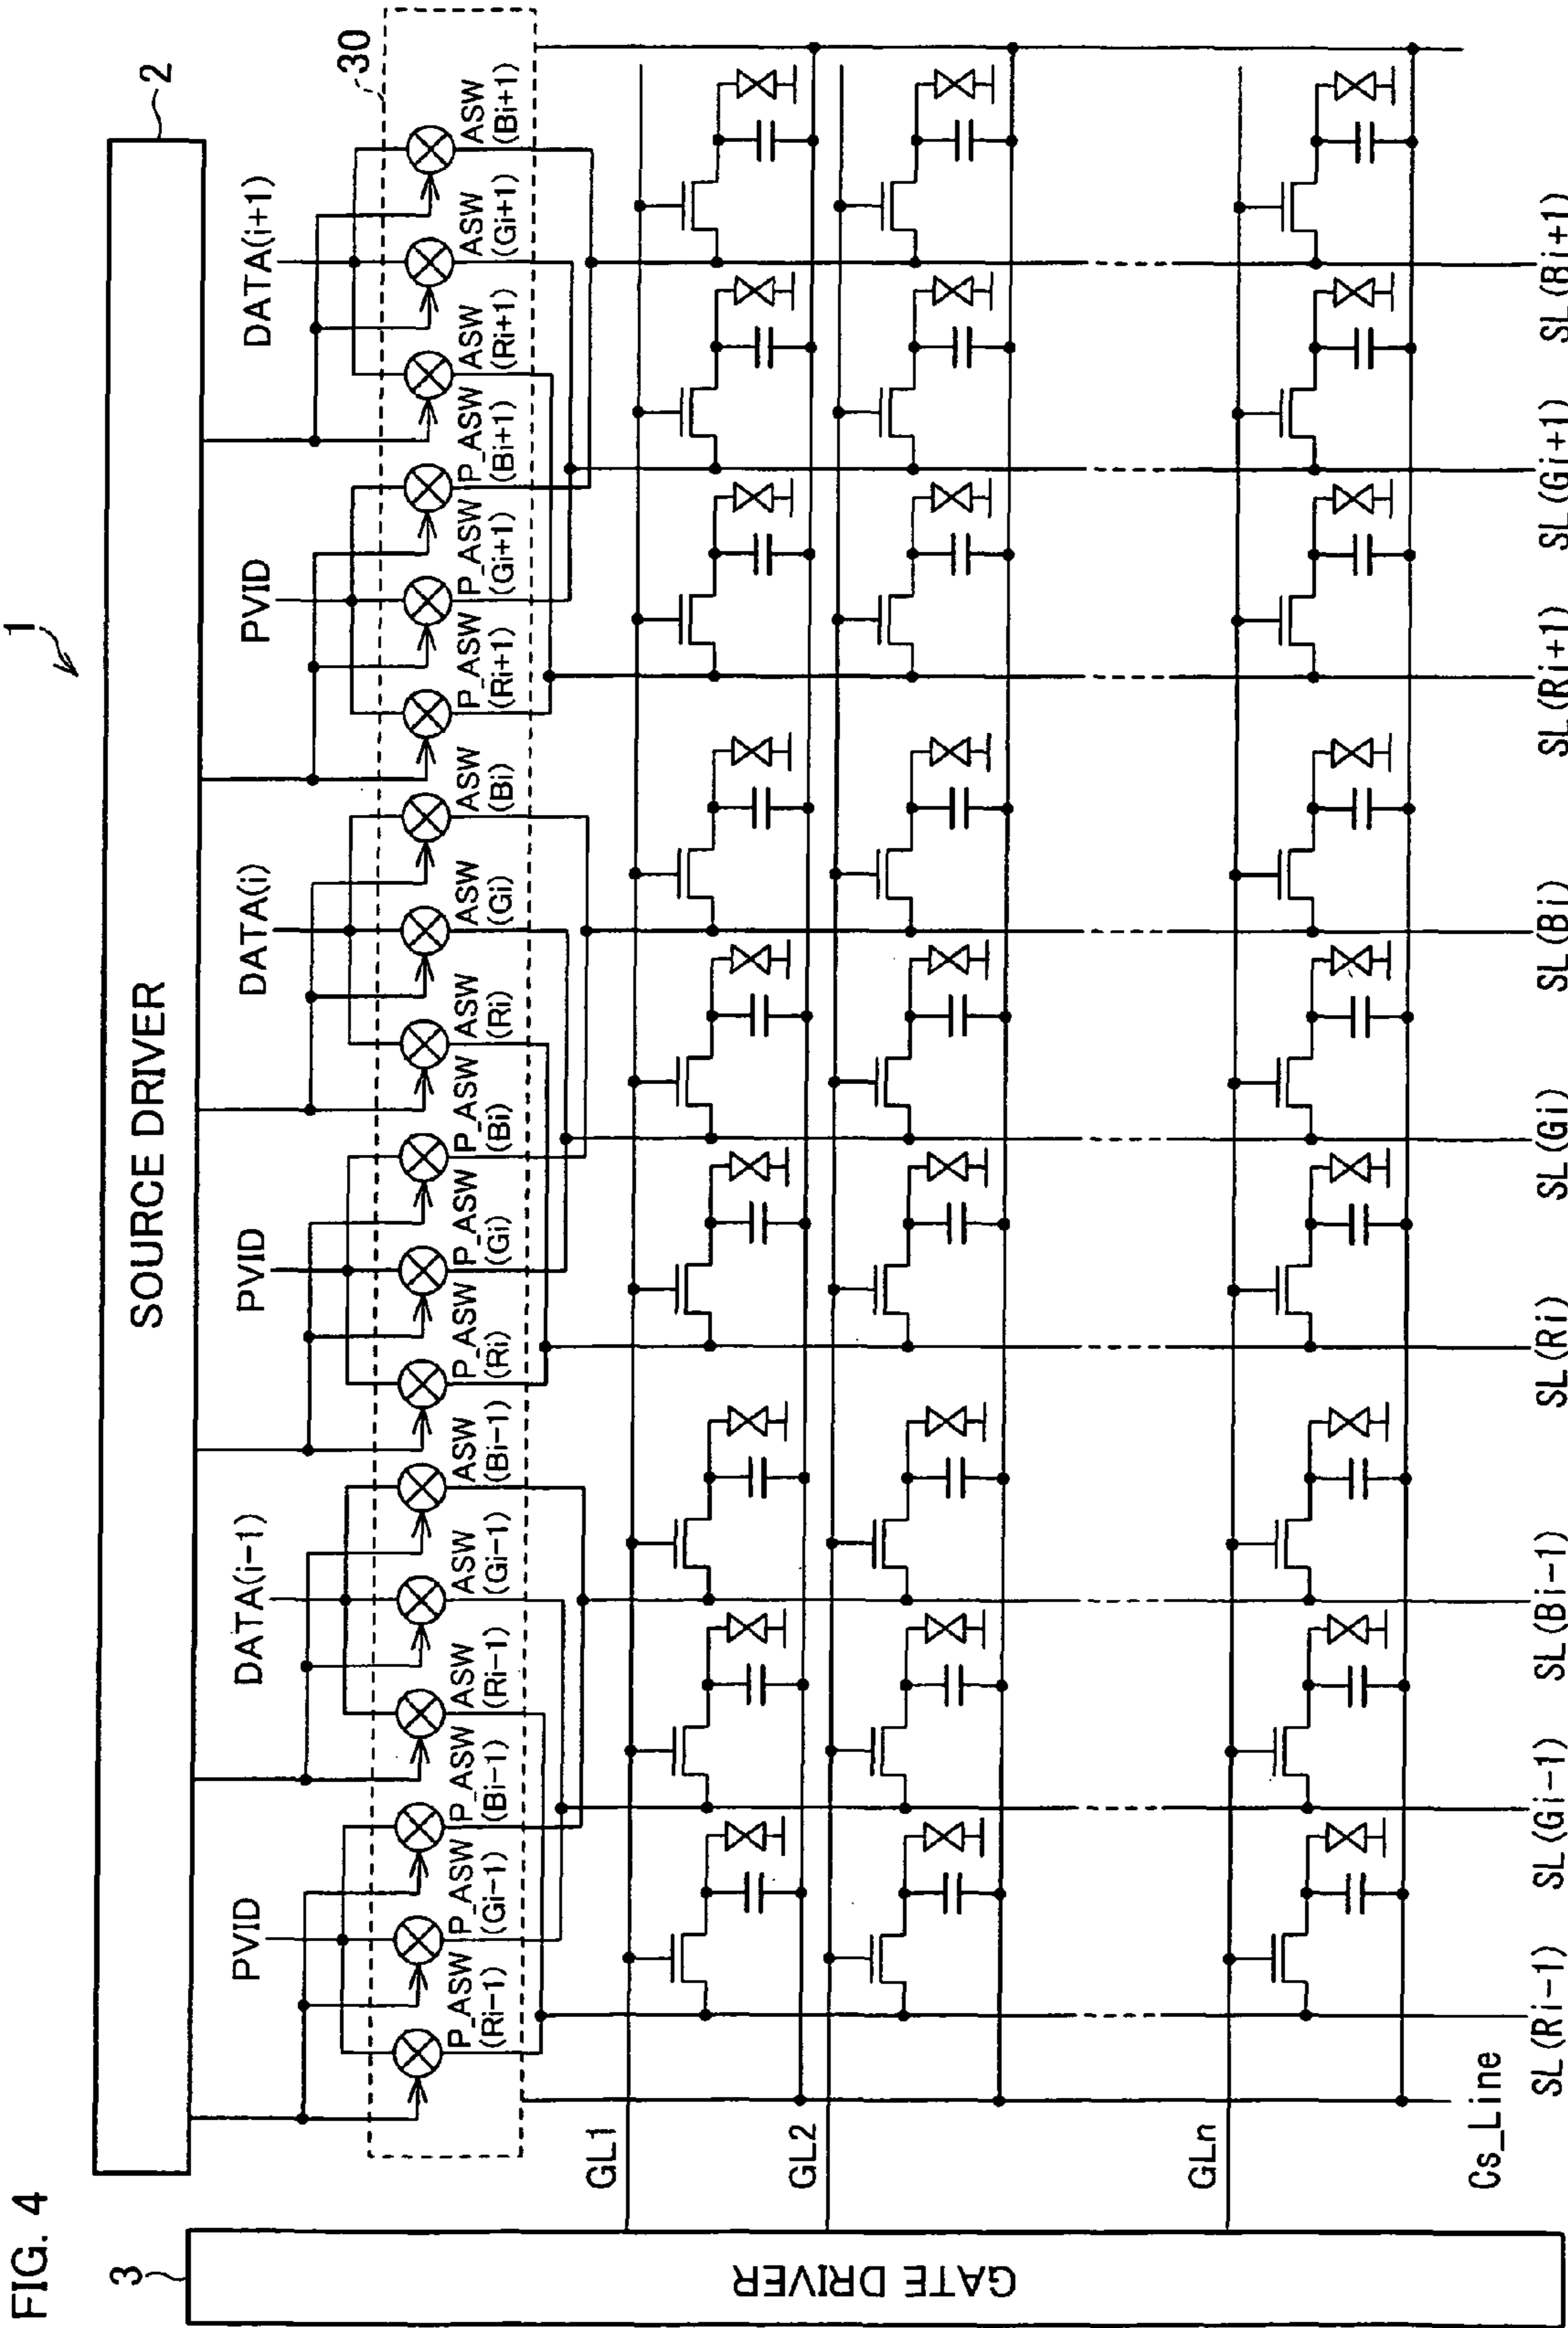 FIG. 4
1
SOURCE DRIVER
2
30
PVID
DATA(i-1)
PVID
DATA(i)
PVID
DATA(i+1)
P_ASW
(Ri-1)
P_ASW
(Gi-1)
P_ASW
(Bi-1)
ASW
(Ri-1)
ASW
(Gi-1)
ASW
(Bi-1)
P_ASW
(Ri)
P_ASW
(Gi)
P_ASW
(Bi)
ASW
(Ri)
ASW
(Gi)
ASW
(Bi)
P_ASW
(Ri+1)
P_ASW
(Gi+1)
P_ASW
(Bi+1)
ASW
(Ri+1)
ASW
(Gi+1)
ASW
(Bi+1)
3
GATE DRIVER
GL1
GL2
GLn
Cs_Line
SL(Ri-1)
SL(Gi-1)
SL(Bi-1)
SL(Ri)
SL(Gi)
SL(Bi)
SL(Ri+1)
SL(Gi+1)
SL(Bi+1)